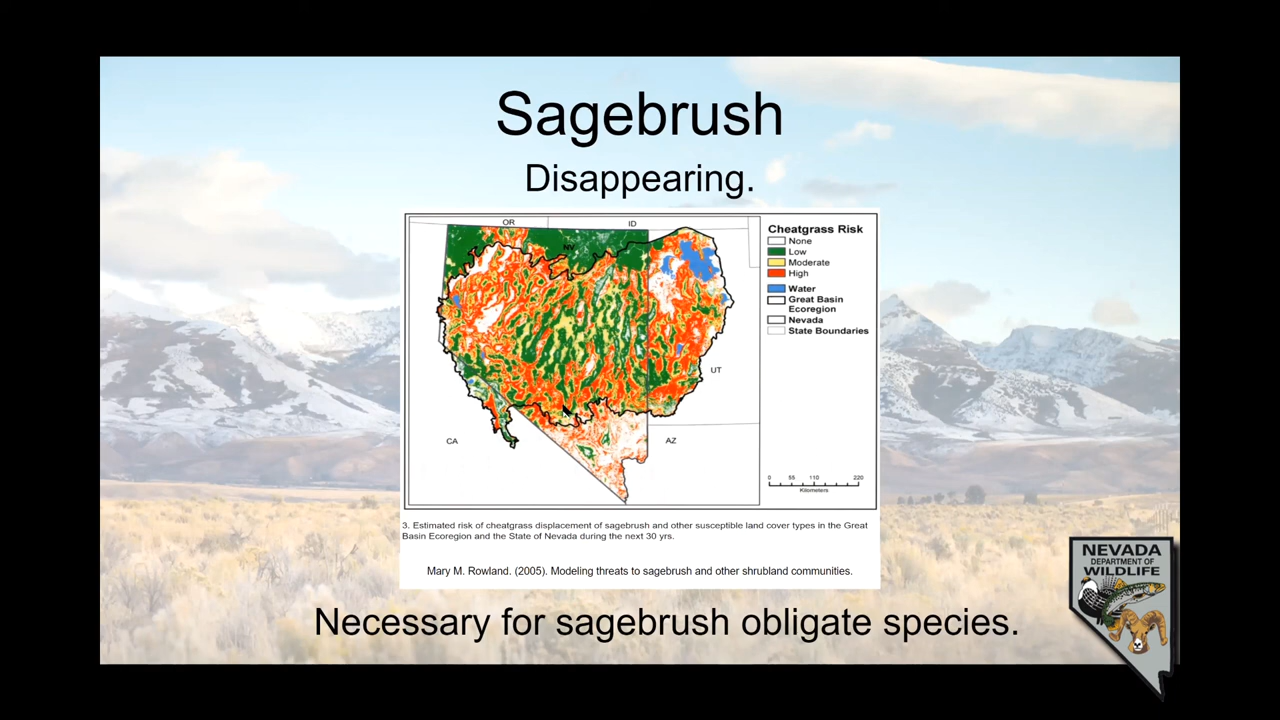 Sagebrush
Disappearing.
OR
ID
NV
UT
CA
AZ
Cheatgrass Risk
None
Low
Moderate
High
Water
Great Basin
Ecoregion
Nevada
State Boundaries
0 55 110 220
Kilometers
3. Estimated risk of cheatgrass displacement of sagebrush and other susceptible land cover types in the Great
Basin Ecoregion and the State of Nevada during the next 30 yrs.
Mary M. Rowland. (2005). Modeling threats to sagebrush and other shrubland communities.
Necessary for sagebrush obligate species.
NEVADA
DEPARTMENT OF
WILDLIFE